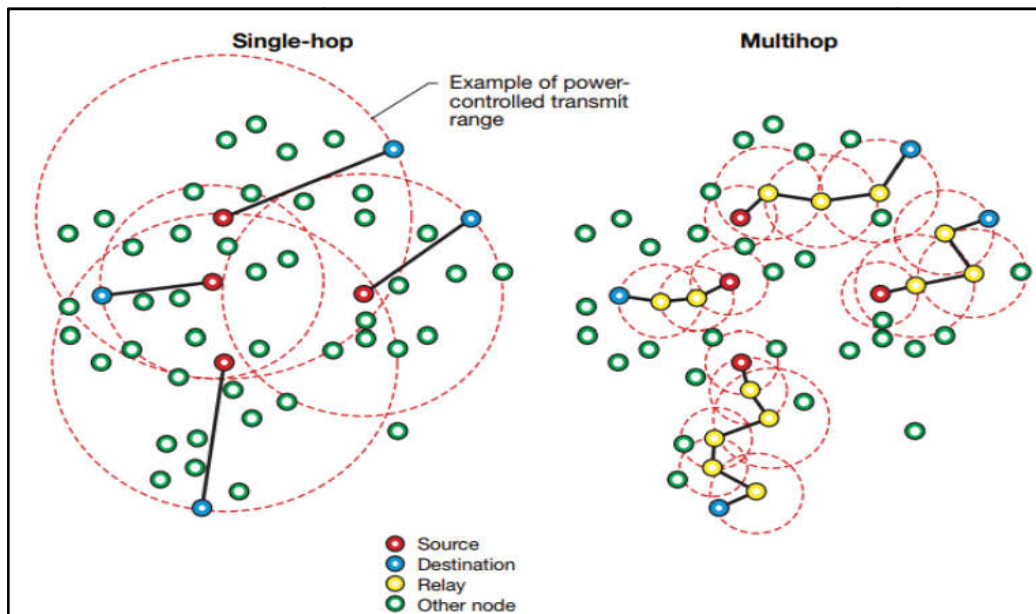 Single-hop
Multihop
Example of power-
controlled transmit
range
Source
Destination
Relay
Other node